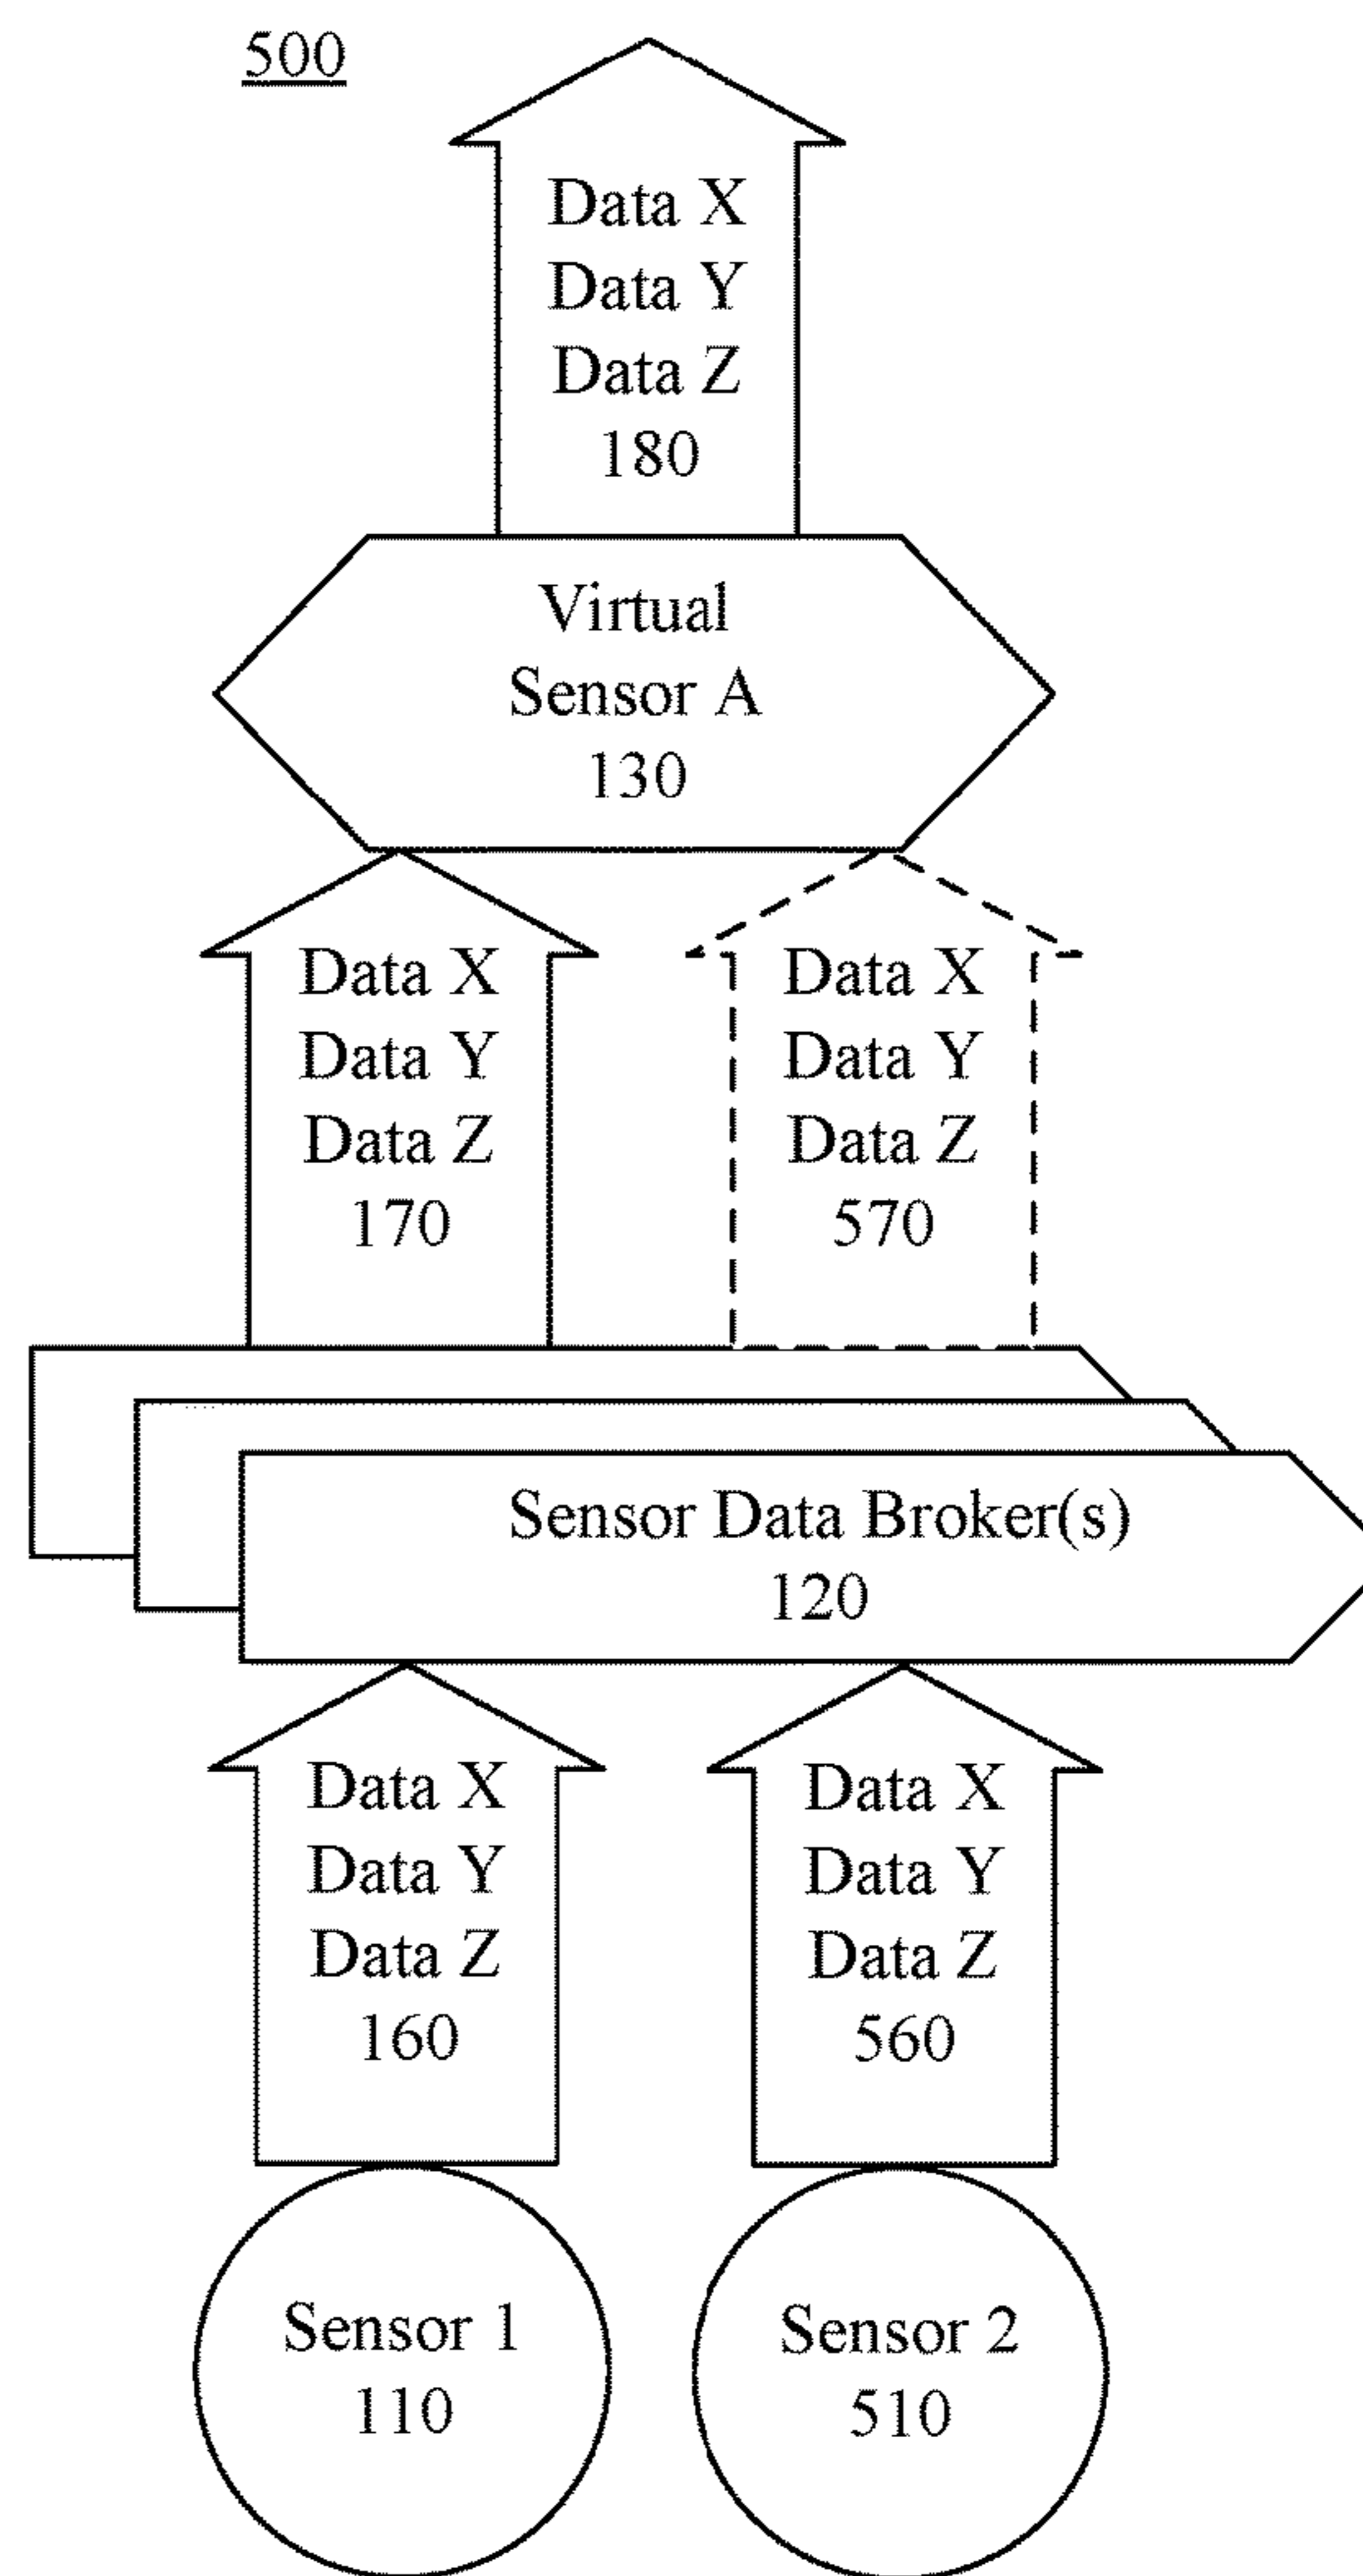 500
Data X
Data Y
Data Z
180
Virtual
Sensor A
130
Data X
Data Y
Data Z
170
Data X
Data Y
Data Z
570
Sensor Data Broker(s)
120
Data X
Data Y
Data Z
160
Data X
Data Y
Data Z
560
Sensor 1
110
Sensor 2
510